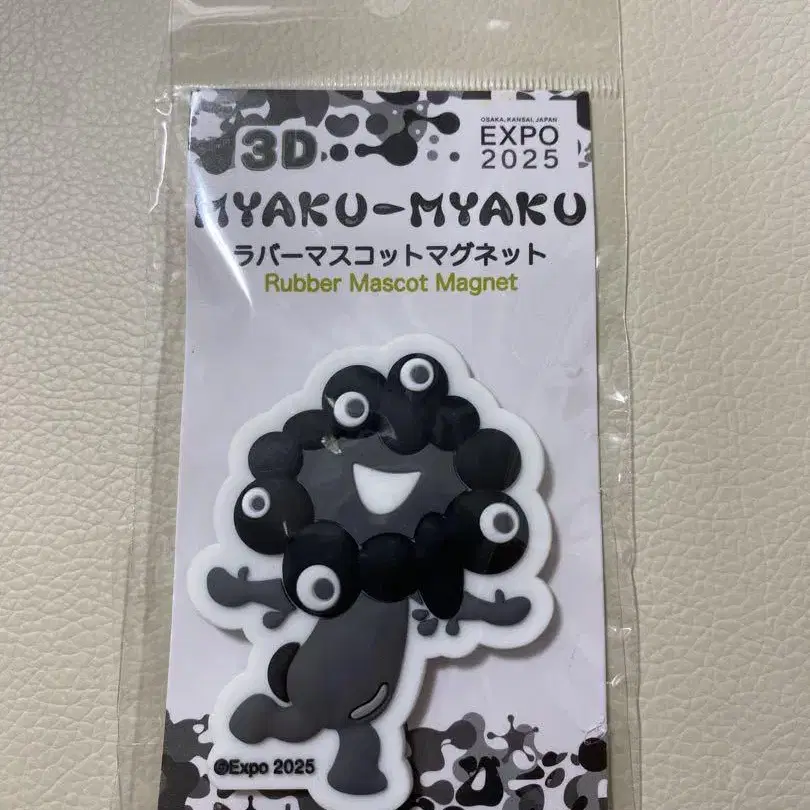 3D
OSAKA, KANSAI, JAPAN
EXPO
2025
MYAKU-MYAKU
ラバーマスコットマグネット
Rubber Mascot Magnet
©Expo 2025